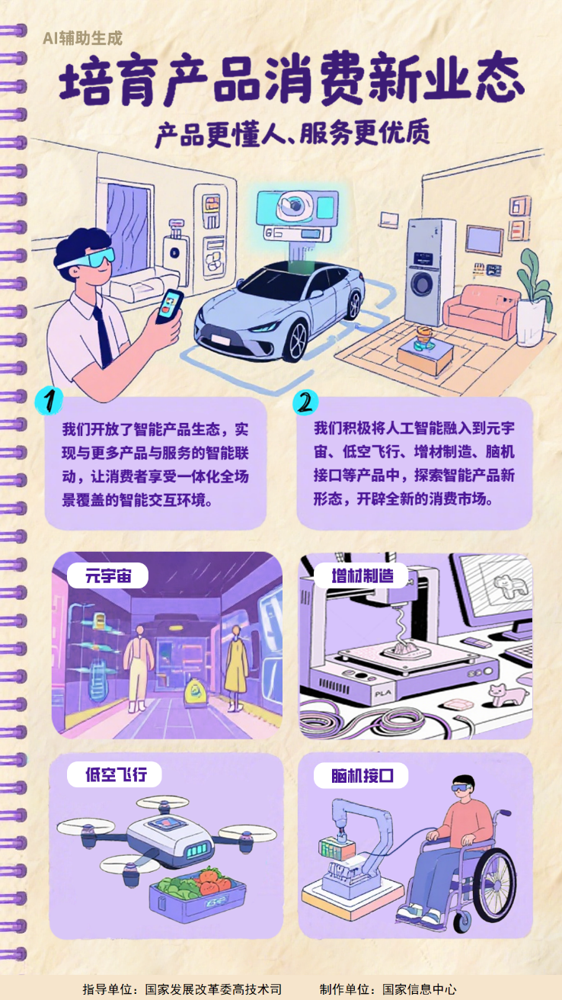 AI辅助生成
培育产品消费新业态
产品更懂人、服务更优质
1
我们开放了智能产品生态，实
现与更多产品与服务的智能联
动，让消费者享受一体化全场
景覆盖的智能交互环境。
2
我们积极将人工智能融入到元宇
宙、低空飞行、增材制造、脑机
接口等产品中，探索智能产品新
形态，开辟全新的消费市场。
元宇宙
增材制造
PLA
低空飞行
脑机接口
指导单位：国家发展改革委高技术司
制作单位：国家信息中心